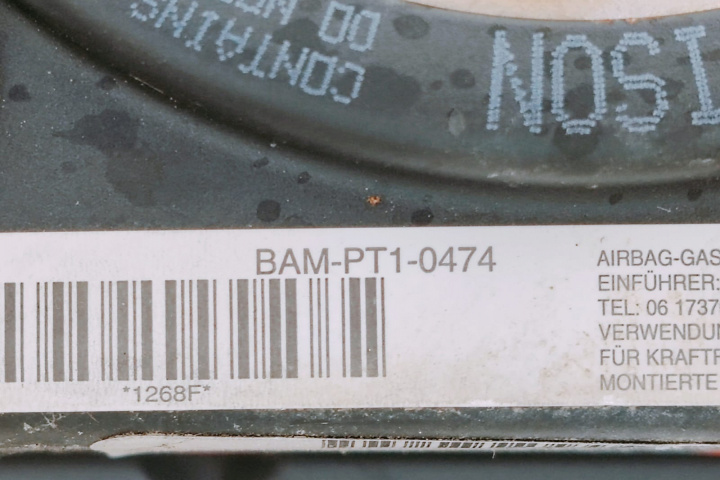 CONTAINS
DO NO
NOSI
BAM-PT1-0474
*1268F*
AIRBAG-GAS
EINFÜHRER:
TEL: 06 1737
VERWENDUN
FÜR KRAFTF
MONTIERTE